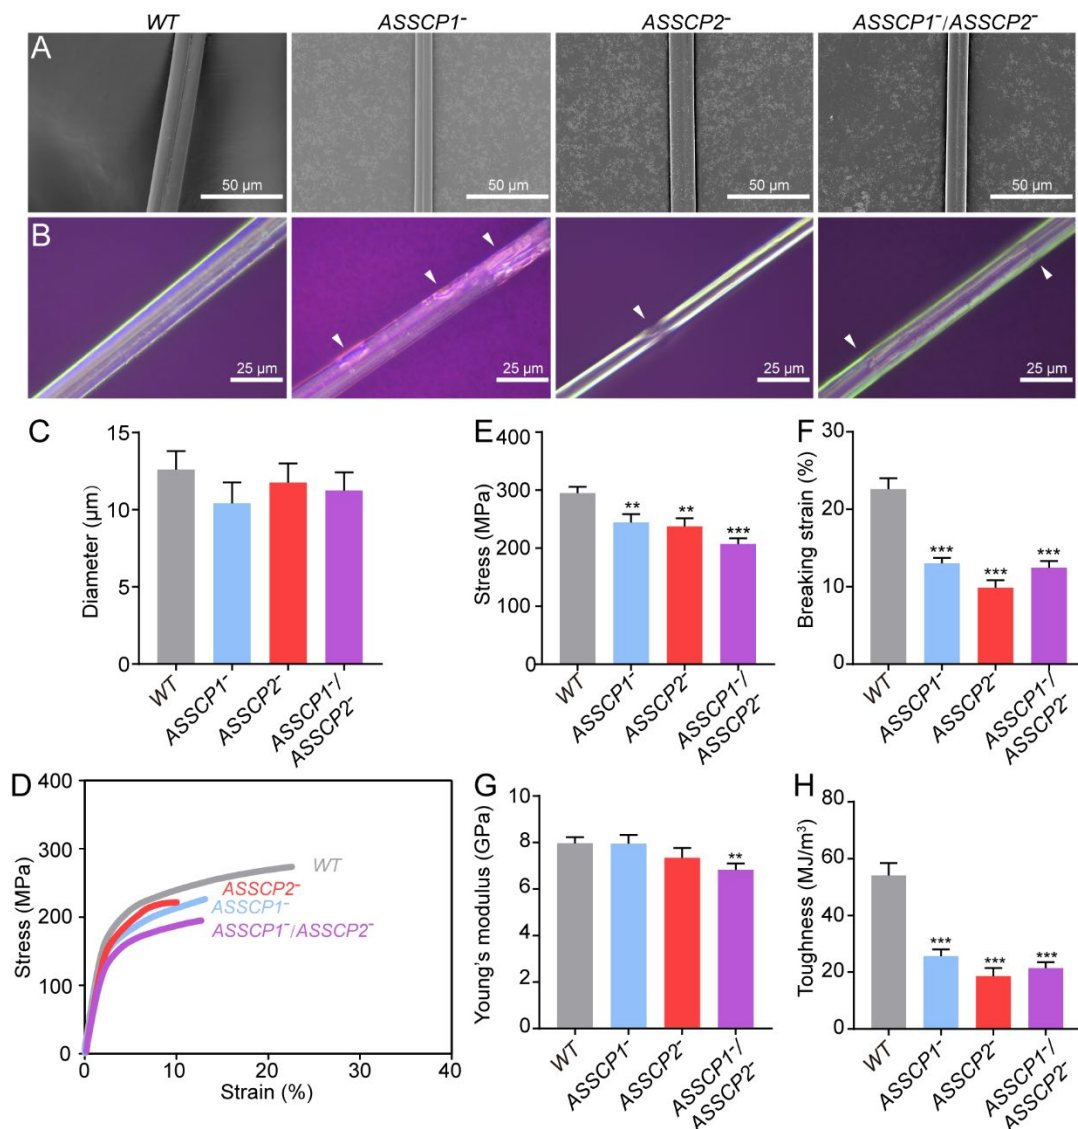 WT ASSCP1⁻ ASSCP2⁻ ASSCP1⁻/ASSCP2⁻
A
50 μm 50 μm 50 μm 50 μm
B
25 μm 25 μm 25 μm 25 μm
C
Diameter (μm)
15
10
5
0
WT
ASSCP1⁻
ASSCP2⁻
ASSCP1⁻/
ASSCP2⁻
E
Stress (MPa)
400
300
200
100
0
**
**
***
WT
ASSCP1⁻
ASSCP2⁻
ASSCP1⁻/
ASSCP2⁻
F
Breaking strain (%)
30
20
10
0
***
***
***
WT
ASSCP1⁻
ASSCP2⁻
ASSCP1⁻/
ASSCP2⁻
D
Stress (MPa)
400
300
200
100
0
WT
ASSCP2⁻
ASSCP1⁻
ASSCP1⁻/ASSCP2⁻
0 10 20 30 40
Strain (%)
G
Young's modulus (GPa)
8
6
4
2
0
**
WT
ASSCP1⁻
ASSCP2⁻
ASSCP1⁻/
ASSCP2⁻
H
Toughness (MJ/m³)
80
60
40
20
0
***
***
***
WT
ASSCP1⁻
ASSCP2⁻
ASSCP1⁻/
ASSCP2⁻